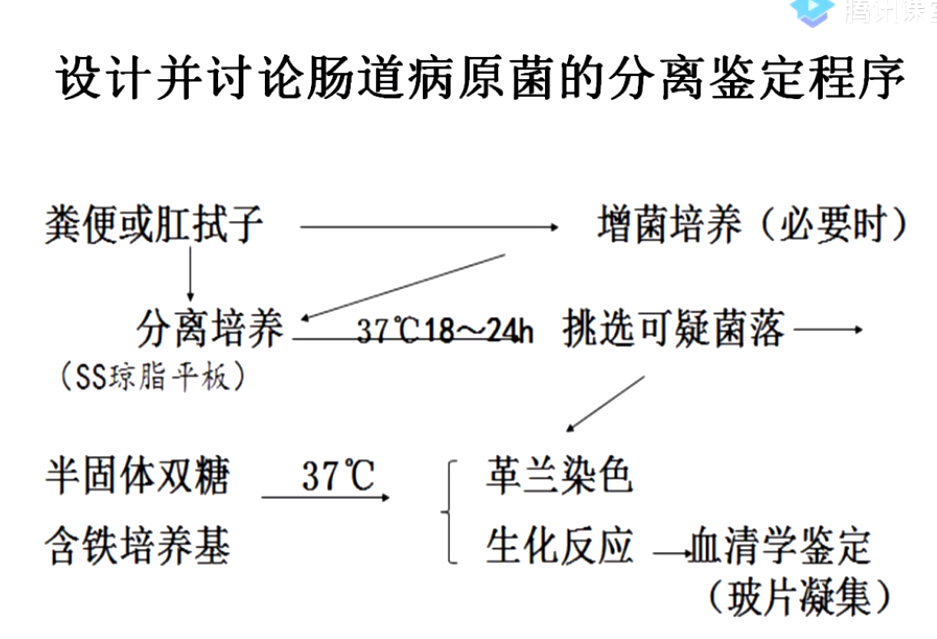 腾讯课堂
设计并讨论肠道病原菌的分离鉴定程序
粪便或肛拭子 增菌培养（必要时）
分离培养 37℃18～24h 挑选可疑菌落
（SS琼脂平板）
半固体双糖 37℃ 革兰染色
含铁培养基 生化反应 血清学鉴定
（玻片凝集）